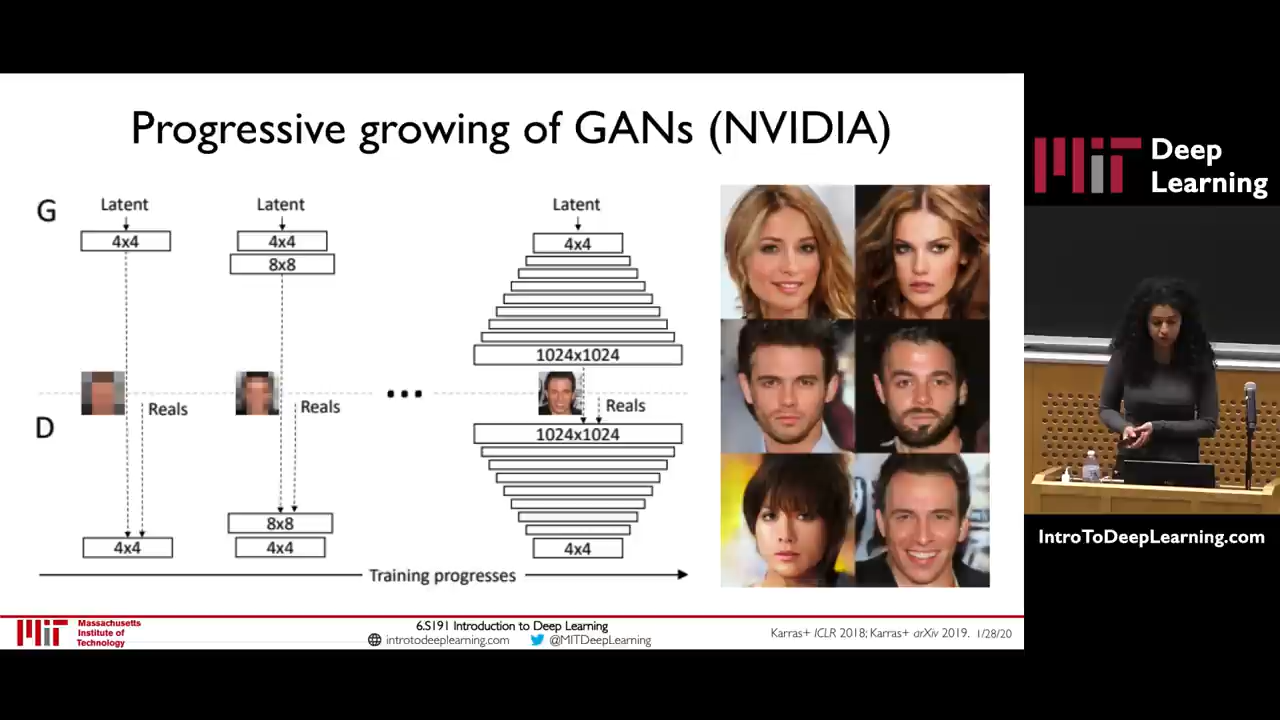 Progressive growing of GANs (NVIDIA)
G
Latent
Latent
Latent
4x4
4x4
4x4
8x8
1024x1024
Reals
Reals
Reals
D
1024x1024
8x8
4x4
4x4
4x4
Training progresses
Massachusetts
Institute of
Technology
6.S191 Introduction to Deep Learning
introtodeeplearning.com
@MITDeepLearning
Karras+ ICLR 2018; Karras+ arXiv 2019. 1/28/20
MIT Deep
Learning
IntroToDeepLearning.com